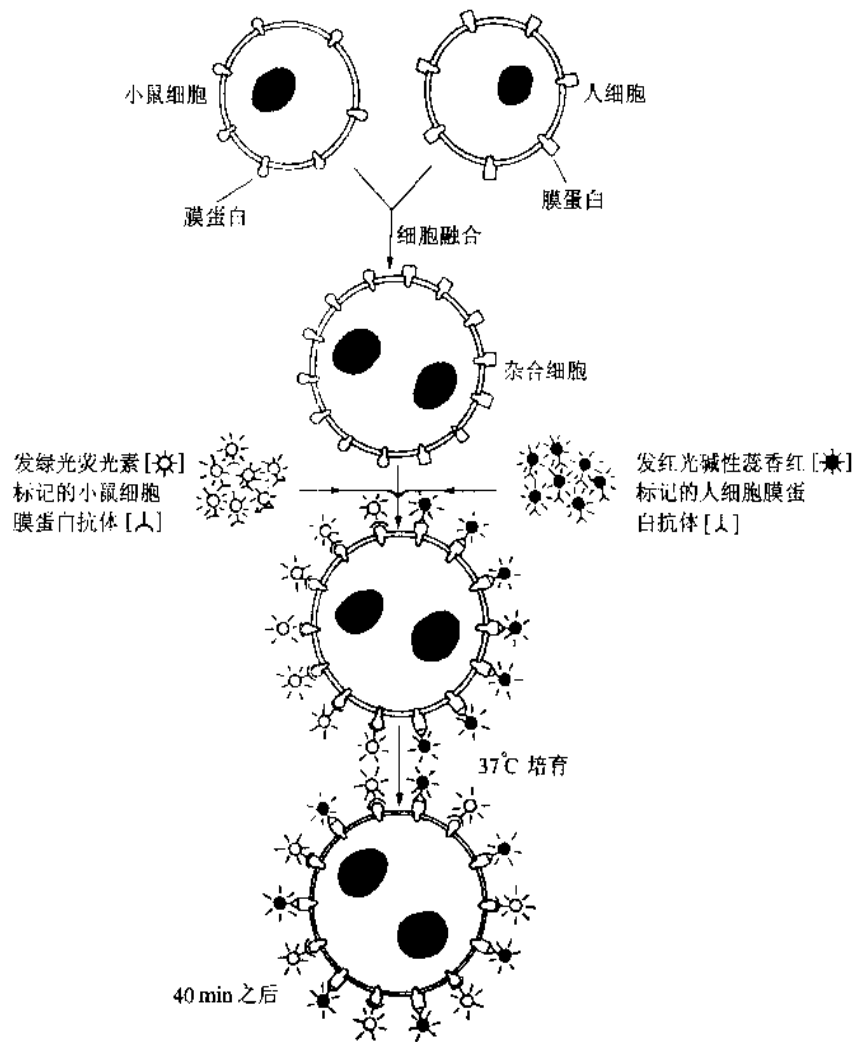 小鼠细胞
人细胞
膜蛋白
膜蛋白
细胞融合
杂合细胞
发绿光荧光素[]
标记的小鼠细胞
膜蛋白抗体[]
发红光碱性蕊香红[]
标记的人细胞膜蛋
白抗体[]
37℃ 培育
40 min 之后